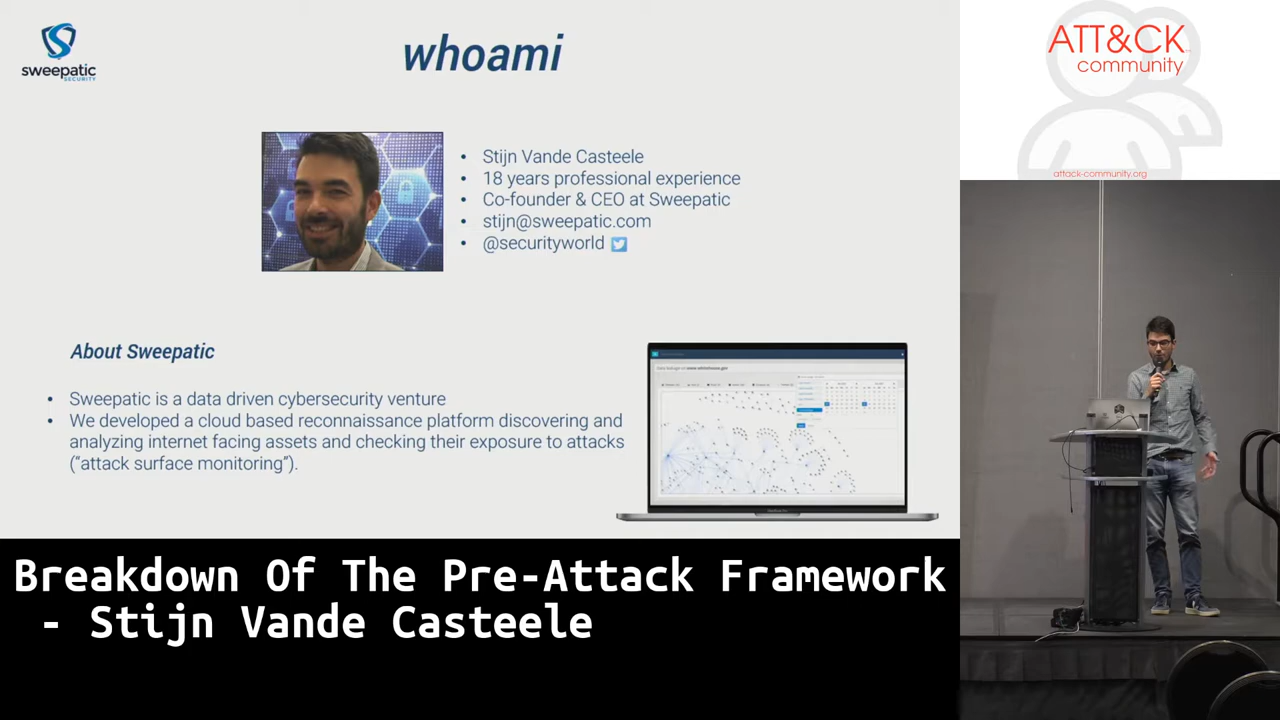 sweepatic
SECURITY
whoami
• Stijn Vande Casteele
• 18 years professional experience
• Co-founder & CEO at Sweepatic
• stijn@sweepatic.com
• @securityworld
About Sweepatic
• Sweepatic is a data driven cybersecurity venture
• We developed a cloud based reconnaissance platform discovering and
analyzing internet facing assets and checking their exposure to attacks
(“attack surface monitoring”).
ATT&CK
community
attack-community.org
Breakdown Of The Pre-Attack Framework
- Stijn Vande Casteele